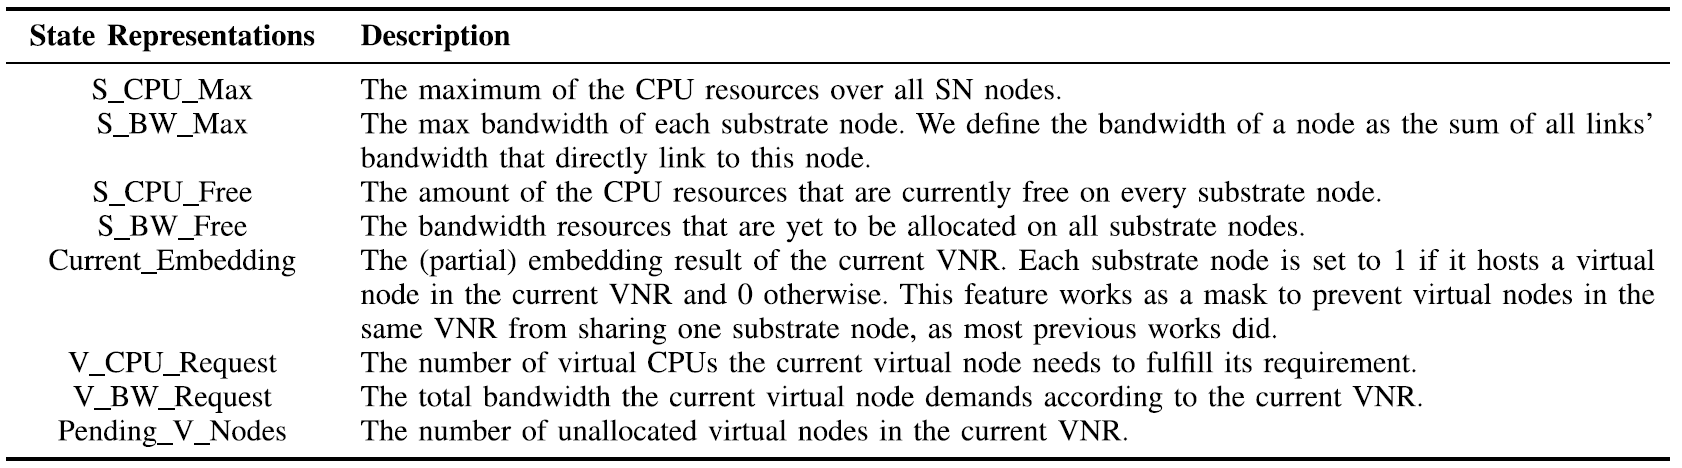 State Representations Description
S_CPU_Max The maximum of the CPU resources over all SN nodes.
S_BW_Max The max bandwidth of each substrate node. We define the bandwidth of a node as the sum of all links'
bandwidth that directly link to this node.
S_CPU_Free The amount of the CPU resources that are currently free on every substrate node.
S_BW_Free The bandwidth resources that are yet to be allocated on all substrate nodes.
Current_Embedding The (partial) embedding result of the current VNR. Each substrate node is set to 1 if it hosts a virtual
node in the current VNR and 0 otherwise. This feature works as a mask to prevent virtual nodes in the
same VNR from sharing one substrate node, as most previous works did.
V_CPU_Request The number of virtual CPUs the current virtual node needs to fulfill its requirement.
V_BW_Request The total bandwidth the current virtual node demands according to the current VNR.
Pending_V_Nodes The number of unallocated virtual nodes in the current VNR.